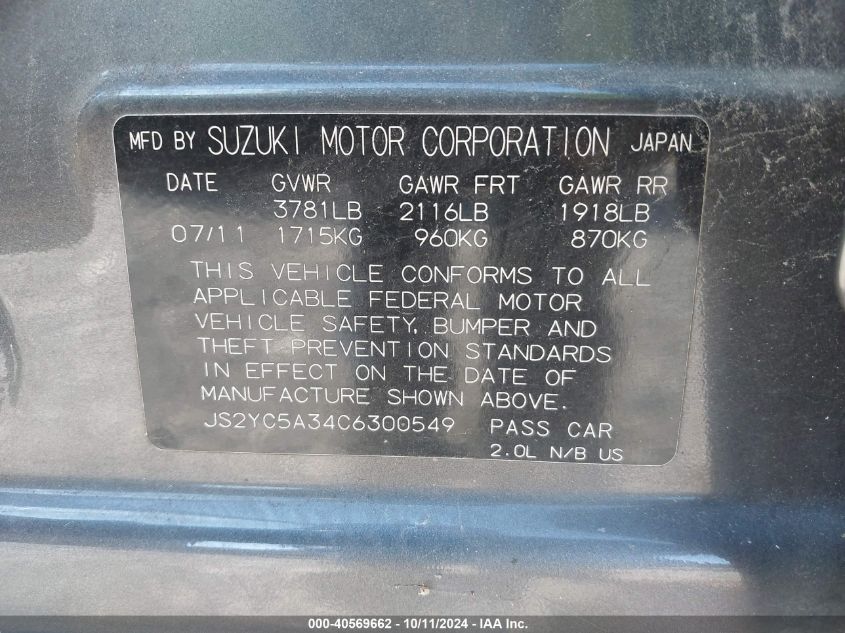 MFD BY SUZUKI MOTOR CORPORATION JAPAN
DATE GVWR GAWR FRT GAWR RR
3781LB 2116LB 1918LB
07/11 1715KG 960KG 870KG
THIS VEHICLE CONFORMS TO ALL
APPLICABLE FEDERAL MOTOR
VEHICLE SAFETY, BUMPER AND
THEFT PREVENTION STANDARDS
IN EFFECT ON THE DATE OF
MANUFACTURE SHOWN ABOVE.
JS2YC5A34C6300549 PASS CAR
2.0L N/B US
000-40569662 - 10/11/2024 - IAA Inc.